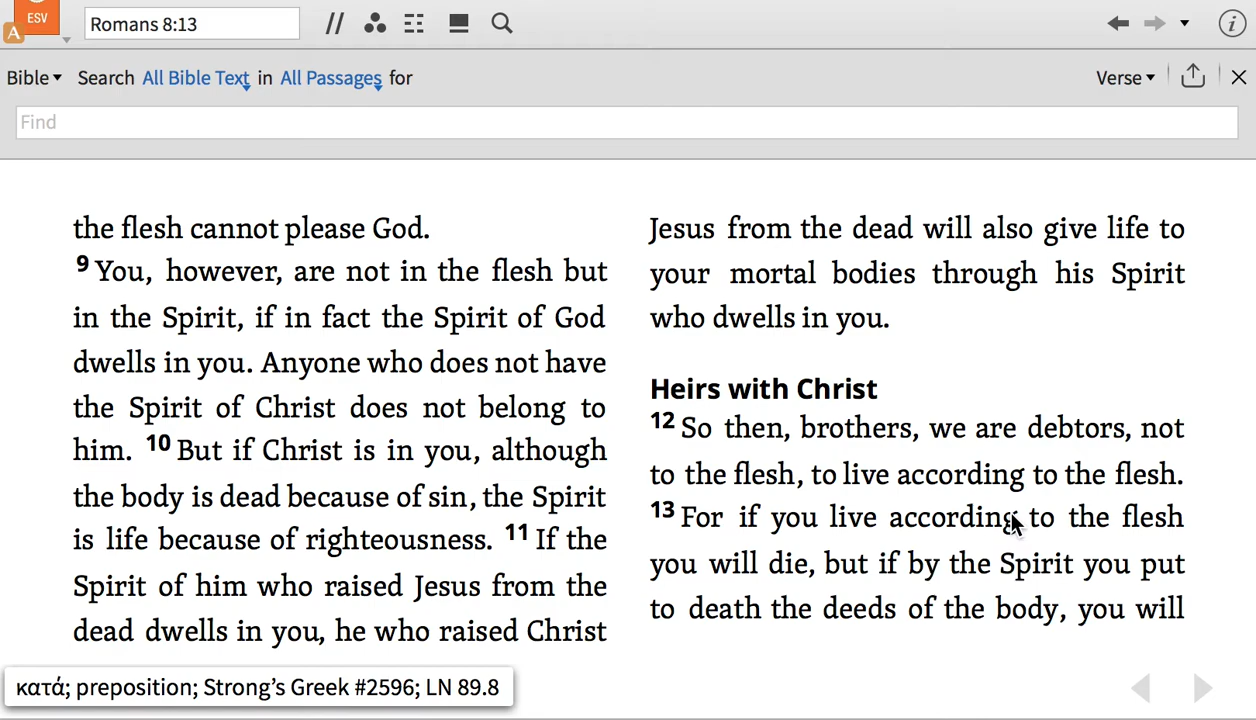 ESV
A
Romans 8:13
Bible Search All Bible Text in All Passages for
Verse
Find
the flesh cannot please God.
9 You, however, are not in the flesh but
in the Spirit, if in fact the Spirit of God
dwells in you. Anyone who does not have
the Spirit of Christ does not belong to
him. 10 But if Christ is in you, although
the body is dead because of sin, the Spirit
is life because of righteousness. 11 If the
Spirit of him who raised Jesus from the
dead dwells in you, he who raised Christ
Jesus from the dead will also give life to
your mortal bodies through his Spirit
who dwells in you.
Heirs with Christ
12 So then, brothers, we are debtors, not
to the flesh, to live according to the flesh.
13 For if you live according to the flesh
you will die, but if by the Spirit you put
to death the deeds of the body, you will
κατά; preposition; Strong’s Greek #2596; LN 89.8